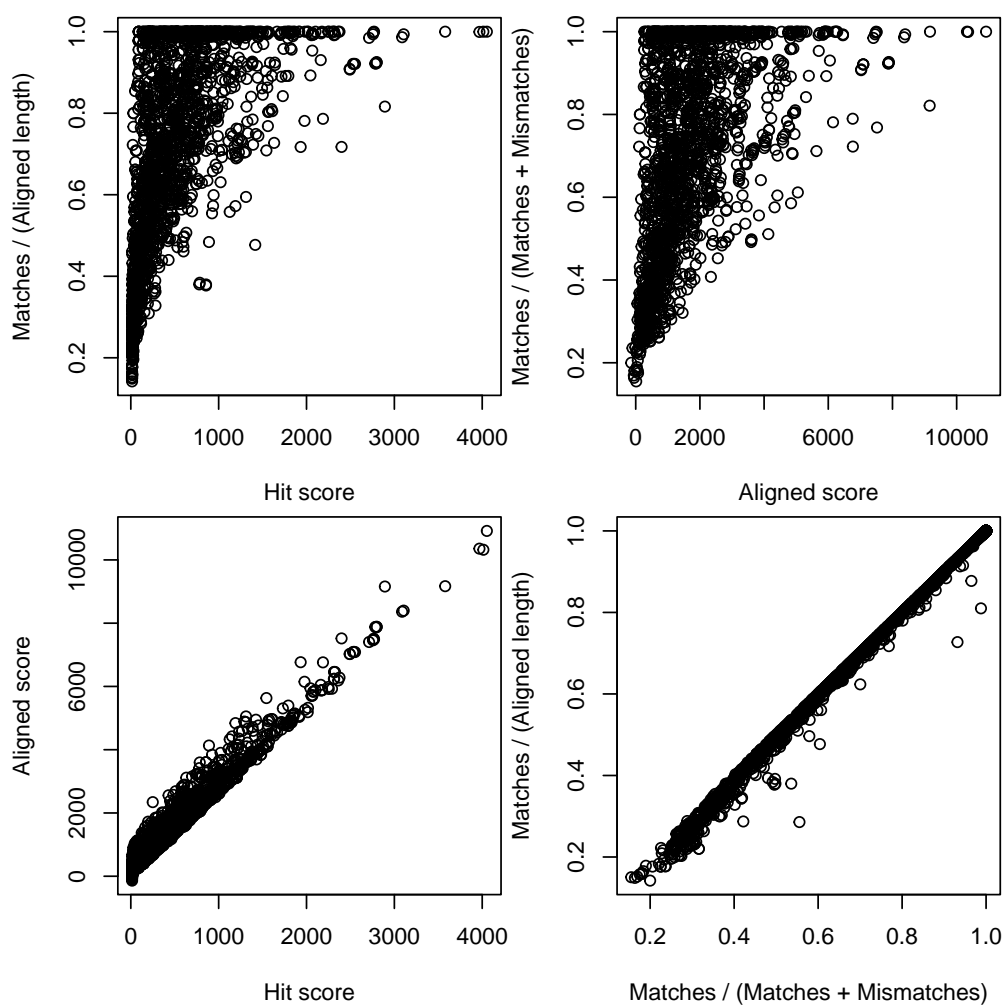 Matches / (Aligned length)
1.0
0.8
0.6
0.4
0.2
0 1000 2000 3000 4000
Hit score
Matches / (Matches + Mismatches)
1.0
0.8
0.6
0.4
0.2
0 2000 6000 10000
Aligned score
Aligned score
10000
6000
2000
0
0 1000 2000 3000 4000
Hit score
Matches / (Aligned length)
1.0
0.8
0.6
0.4
0.2
0.2 0.4 0.6 0.8 1.0
Matches / (Matches + Mismatches)